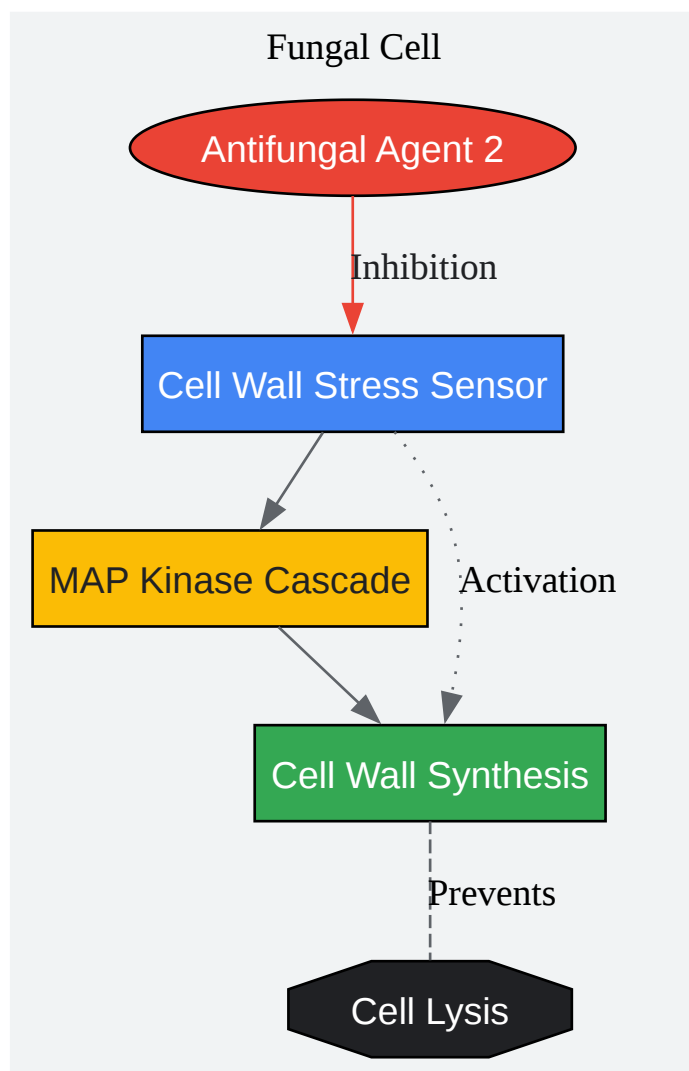 Fungal Cell
Antifungal Agent 2
Inhibition
Cell Wall Stress Sensor
MAP Kinase Cascade
Activation
Cell Wall Synthesis
Prevents
Cell Lysis